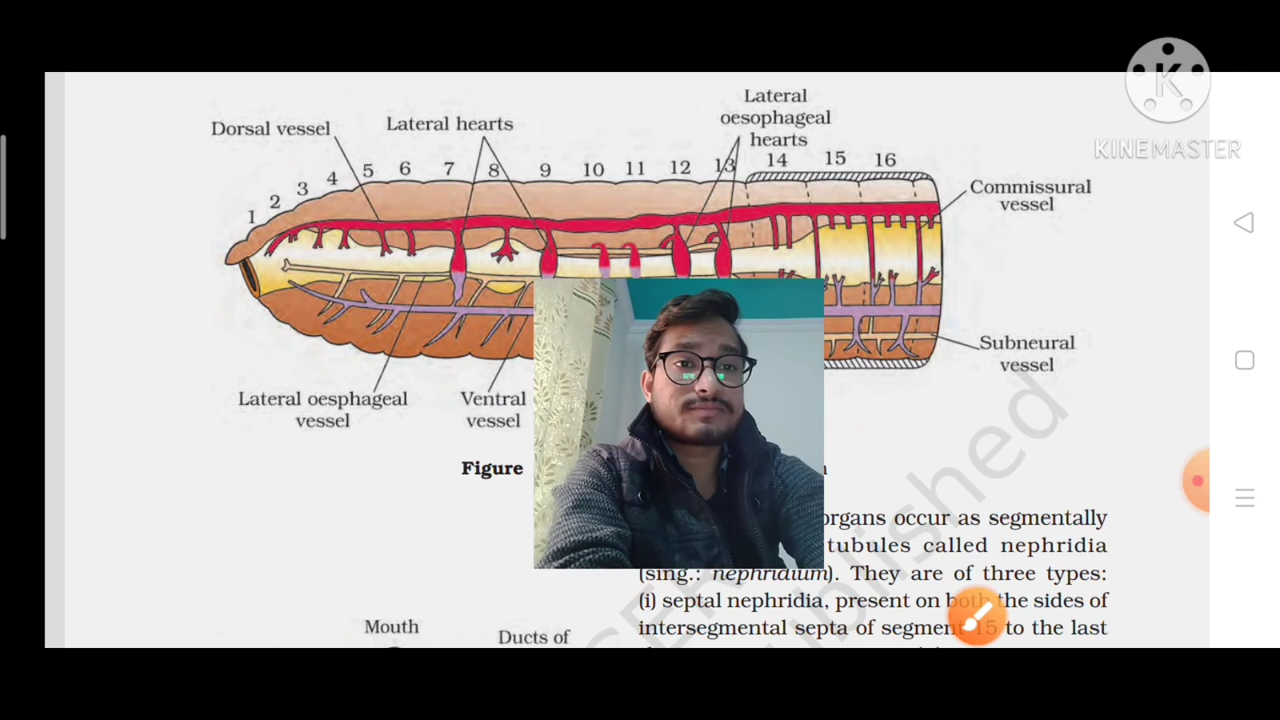 Lateral
oesophageal
hearts
Dorsal vessel
Lateral hearts
1 2 3 4 5 6 7 8 9 10 11 12 13 14 15 16
KINEMASTER
Commissural
vessel
Subneural
vessel
Lateral oesphageal
vessel
Ventral
vessel
Figure
organs occur as segmentally
tubules called nephridia
(sing.: nephridium). They are of three types:
(i) septal nephridia, present on both the sides of
intersegmental septa of segment 15 to the last
Mouth
Ducts of